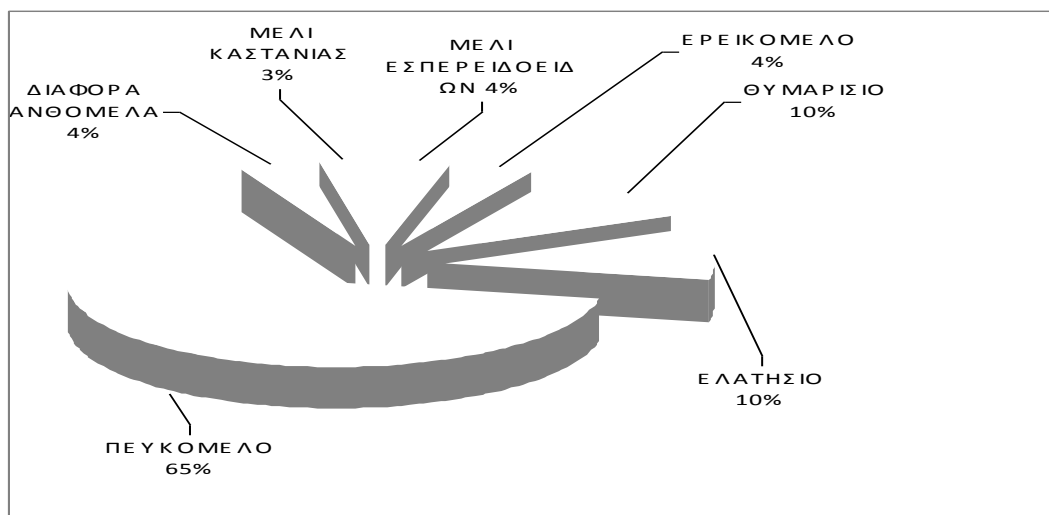 ΜΕΛΙ
ΚΑΣΤΑΝΙΑΣ
3%
ΜΕΛΙ
ΕΣΠΕΡΕΙΔΟΕΙΔ
ΩΝ 4%
ΕΡΕΙΚΟΜΕΛΟ
4%
ΘΥΜΑΡΙΣΙΟ
10%
ΔΙΑΦΟΡΑ
ΑΝΘΟΜΕΛΑ
4%
ΕΛΑΤΗΣΙΟ
10%
ΠΕΥΚΟΜΕΛΟ
65%